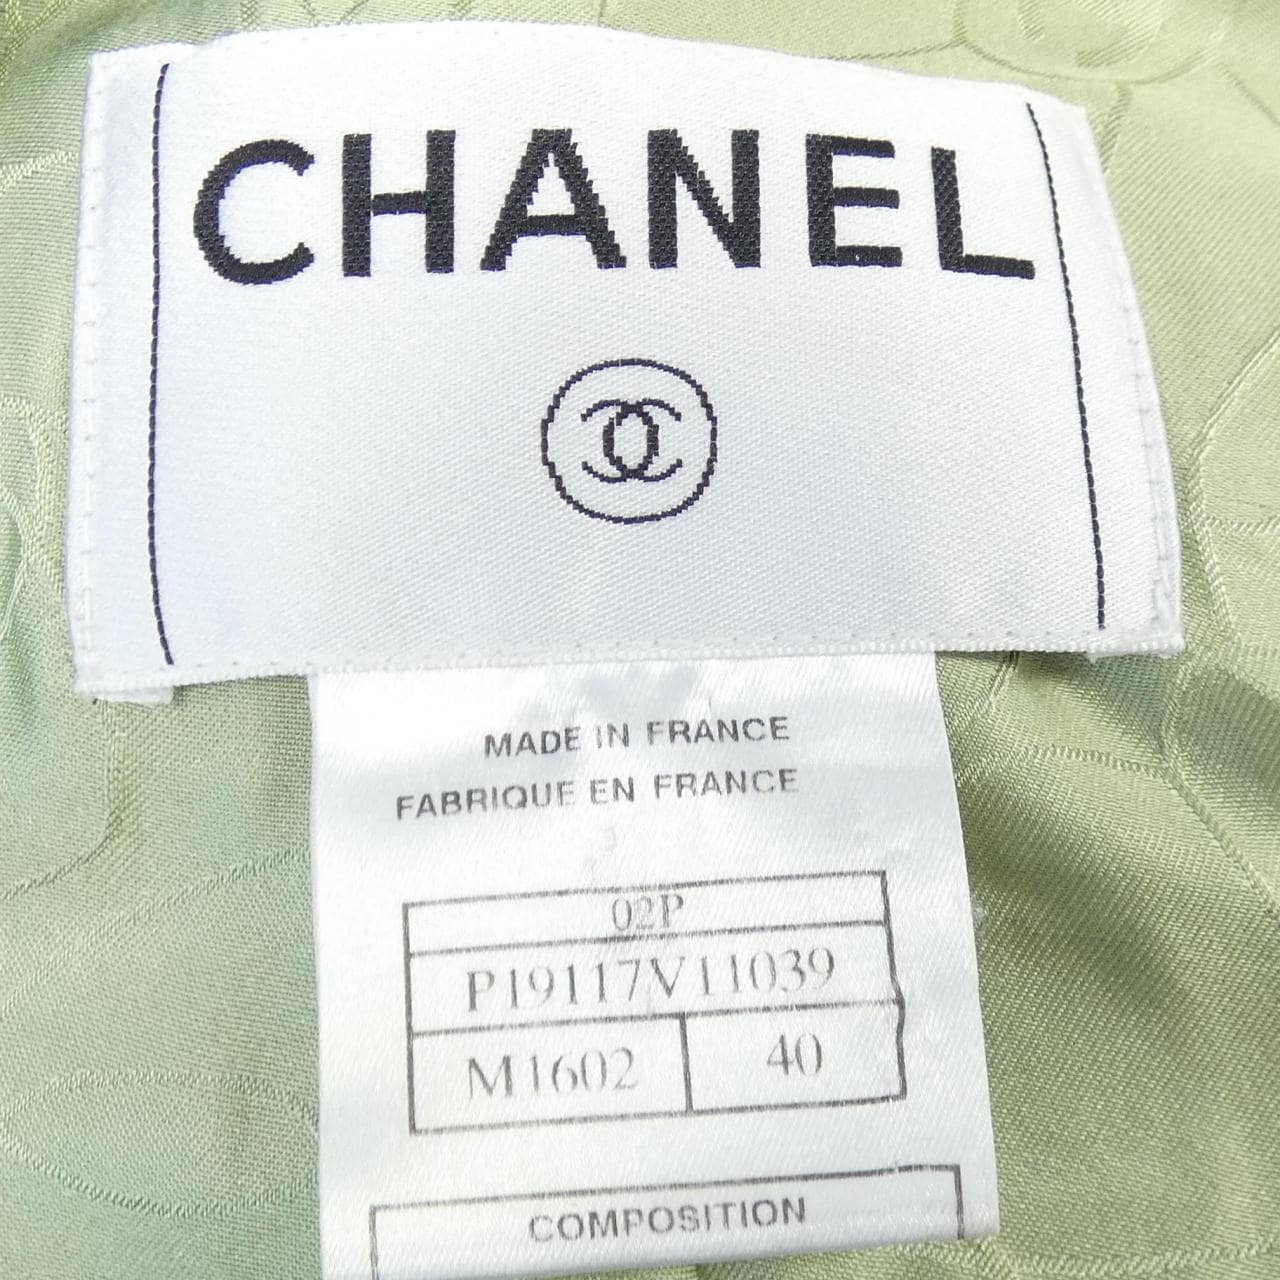 CHANEL
MADE IN FRANCE
FABRIQUE EN FRANCE
02P
P19117V11039
M1602 40
COMPOSITION